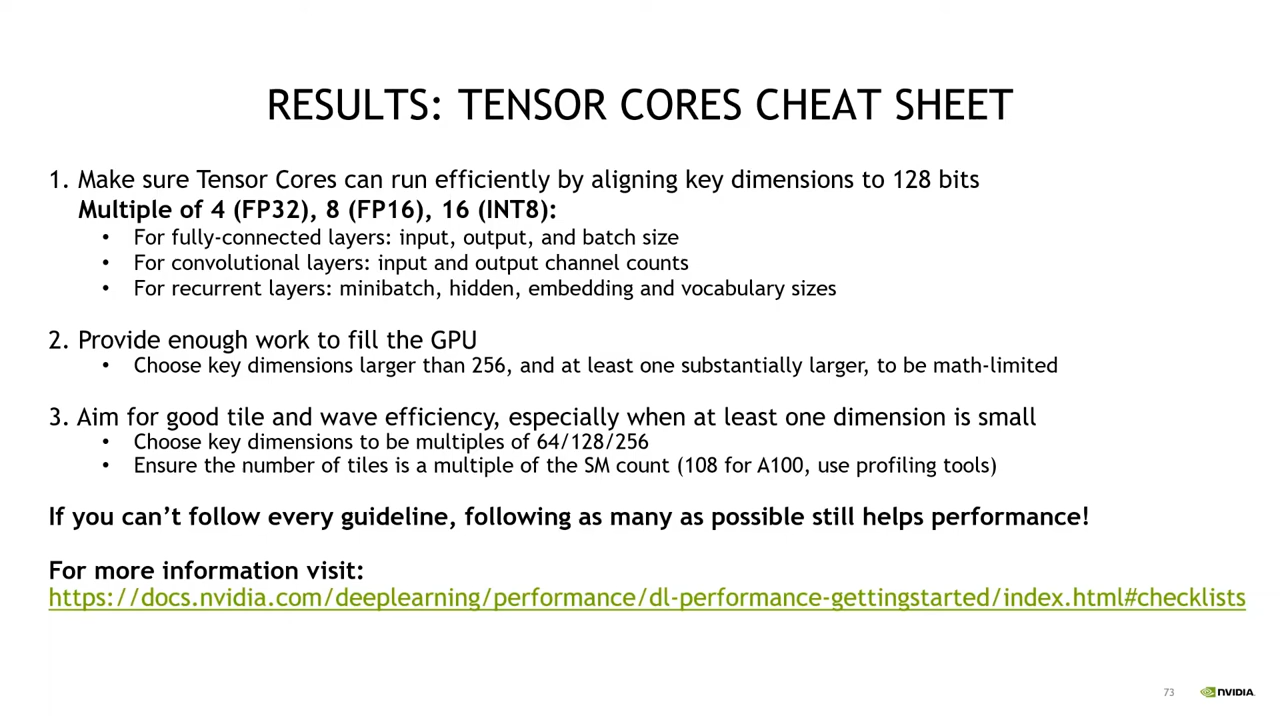 RESULTS: TENSOR CORES CHEAT SHEET
1. Make sure Tensor Cores can run efficiently by aligning key dimensions to 128 bits
Multiple of 4 (FP32), 8 (FP16), 16 (INT8):
• For fully-connected layers: input, output, and batch size
• For convolutional layers: input and output channel counts
• For recurrent layers: minibatch, hidden, embedding and vocabulary sizes
2. Provide enough work to fill the GPU
• Choose key dimensions larger than 256, and at least one substantially larger, to be math-limited
3. Aim for good tile and wave efficiency, especially when at least one dimension is small
• Choose key dimensions to be multiples of 64/128/256
• Ensure the number of tiles is a multiple of the SM count (108 for A100, use profiling tools)
If you can’t follow every guideline, following as many as possible still helps performance!
For more information visit:
https://docs.nvidia.com/deeplearning/performance/dl-performance-gettingstarted/index.html#checklists
73 NVIDIA.